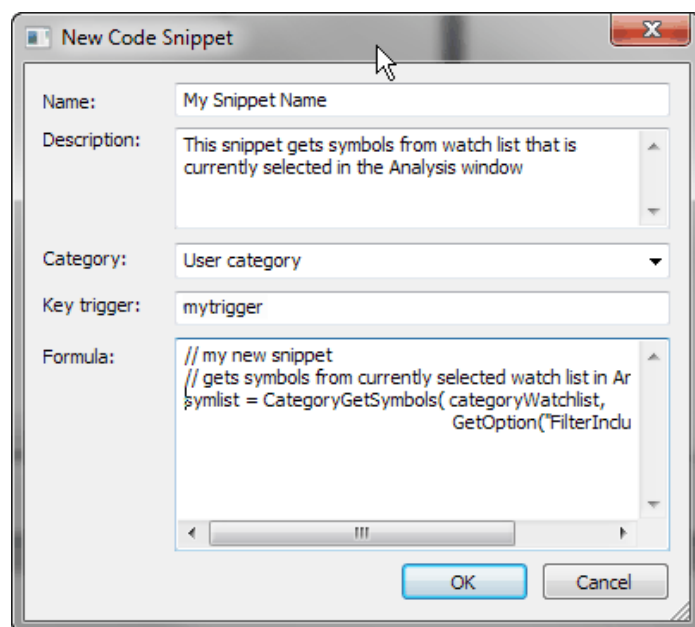 New Code Snippet
Name:
My Snippet Name
Description:
This snippet gets symbols from watch list that is
currently selected in the Analysis window
Category:
User category
Key trigger:
mytrigger
Formula:
// my new snippet
// gets symbols from currently selected watch list in Ar
symlist = CategoryGetSymbols( categoryWatchlist,
GetOption("FilterInclu
OK
Cancel